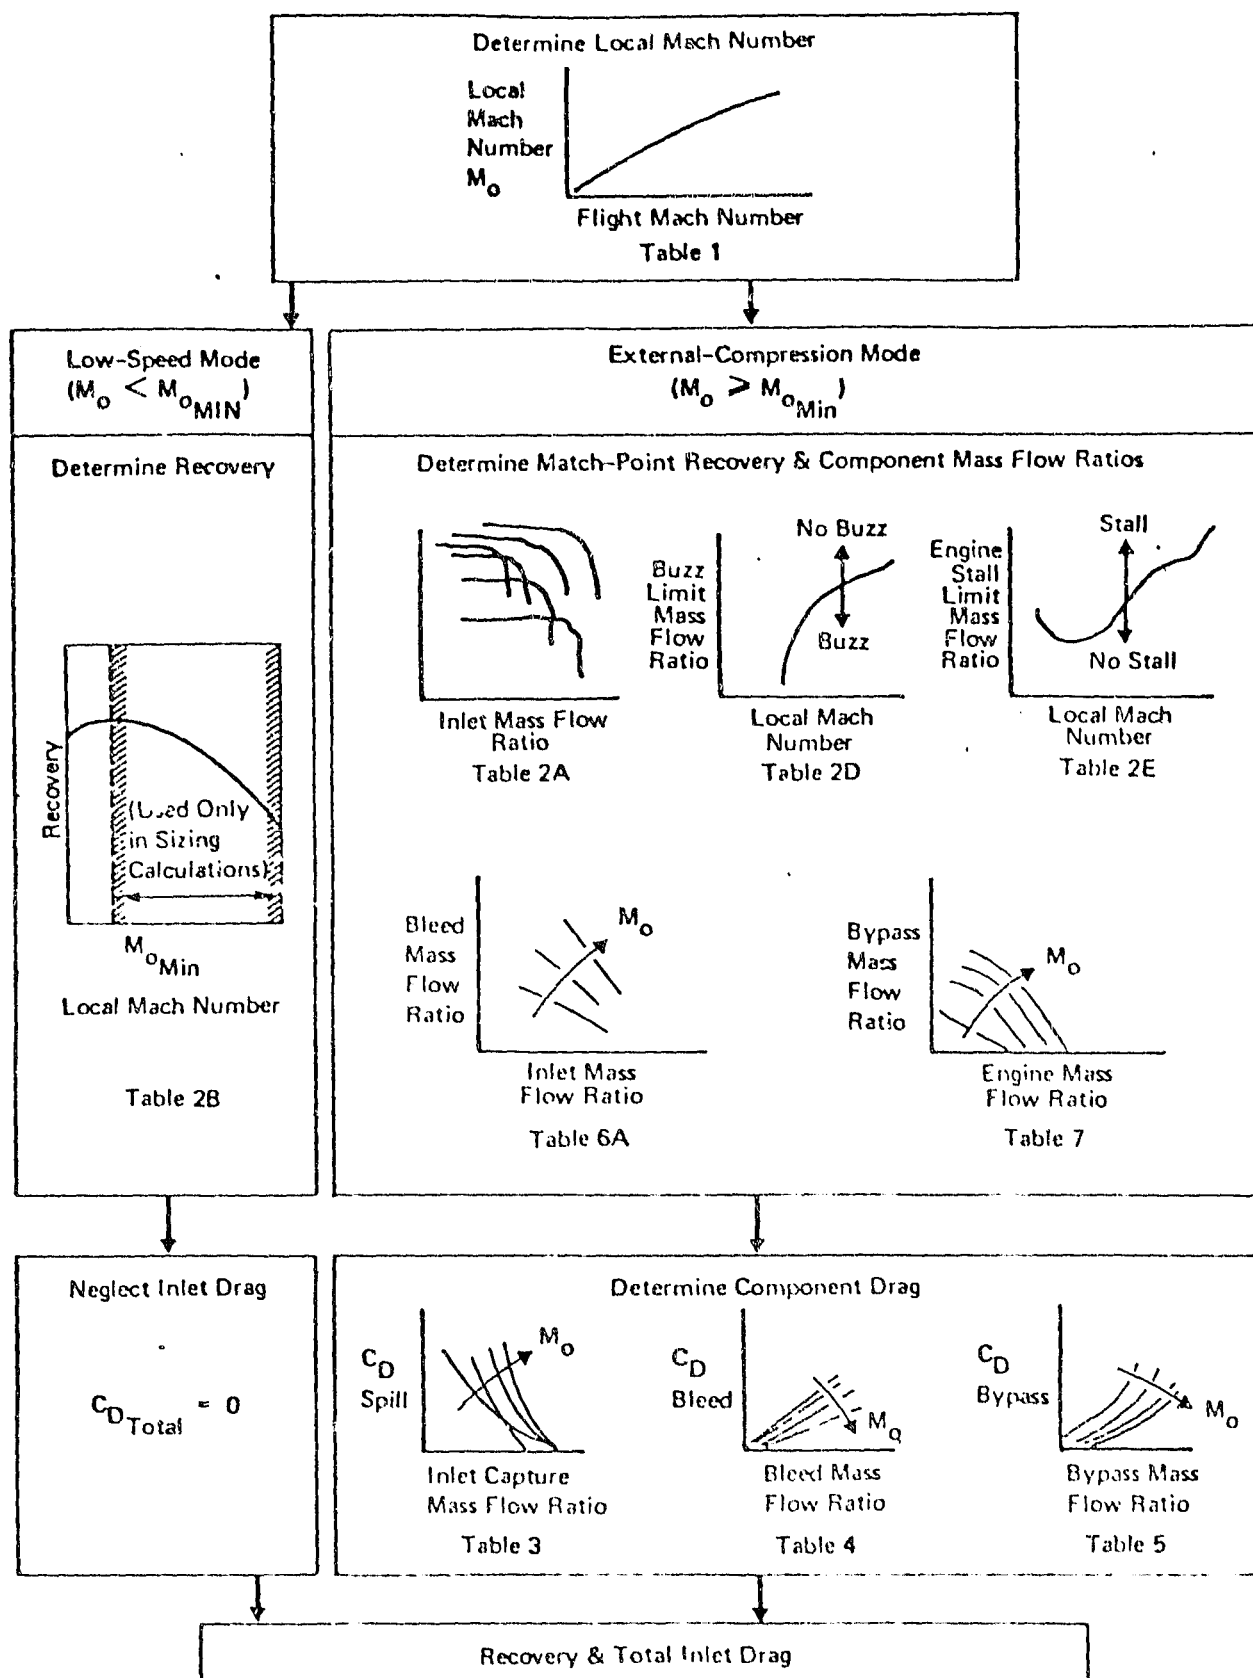 Determine Local Mach Number
Local
Mach
Number
Mo
Flight Mach Number
Table 1
Low-Speed Mode
(Mo < MoMIN)
External-Compression Mode
(Mo ⩾ MoMin)
Determine Recovery
Recovery
(Used Only
in Sizing
Calculations)
MoMin
Local Mach Number
Table 2B
Determine Match-Point Recovery & Component Mass Flow Ratios
Inlet Mass Flow
Ratio
Table 2A
Buzz
Limit
Mass
Flow
Ratio
No Buzz
Buzz
Local Mach
Number
Table 2D
Engine
Stall
Limit
Mass
Flow
Ratio
Stall
No Stall
Local Mach
Number
Table 2E
Bleed
Mass
Flow
Ratio
Mo
Inlet Mass
Flow Ratio
Table 6A
Bypass
Mass
Flow
Ratio
Mo
Engine Mass
Flow Ratio
Table 7
Neglect Inlet Drag
CDTotal = 0
Determine Component Drag
CD
Spill
Mo
Inlet Capture
Mass Flow Ratio
Table 3
CD
Bleed
Mo
Bleed Mass
Flow Ratio
Table 4
CD
Bypass
Mo
Bypass Mass
Flow Ratio
Table 5
Recovery & Total Inlet Drag